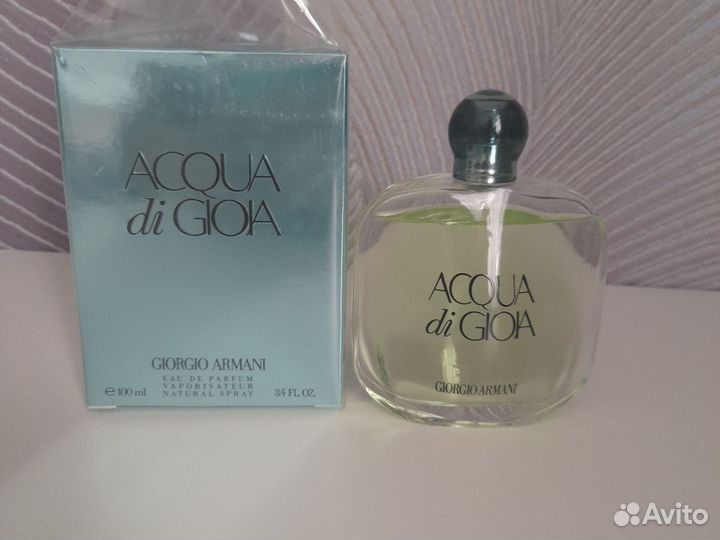 ACQUA
di GIOIA
GIORGIO ARMANI
EAU DE PARFUM
VAPORISATEUR
NATURAL SPRAY
℮ 100 ml
3.4 FL. OZ.
ACQUA
di GIOIA
GIORGIO ARMANI
Avito